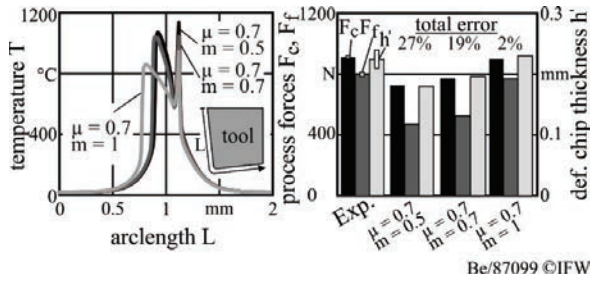 temperature T
1200
°C
400
0
0
0.5
1
mm
2
arclength L
μ = 0.7
m = 0.5
μ = 0.7
m = 0.7
μ = 0.7
m = 1
L
tool
process forces Fc, Ff
1200
N
400
0
Fc Ff h'
total error
27% 19% 2%
0.3
mm
0.1
0
def. chip thickness h'
Exp.
μ = 0.7
m = 0.5
μ = 0.7
m = 0.7
μ = 0.7
m = 1
Be/87099 ©IFW